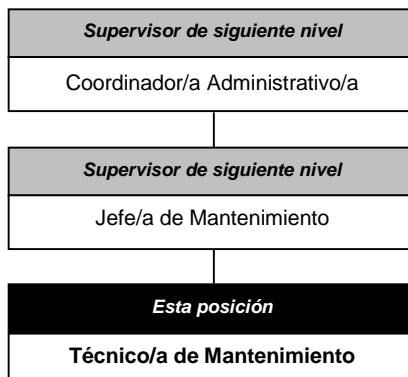 Supervisor de siguiente nivel
Coordinador/a Administrativo/a
Supervisor de siguiente nivel
Jefe/a de Mantenimiento
Esta posición
Técnico/a de Mantenimiento